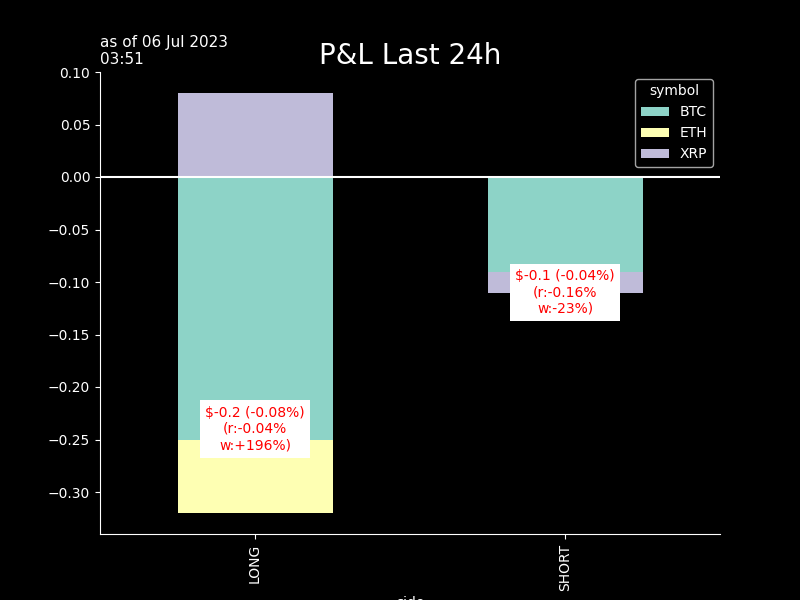 as of 06 Jul 2023
03:51
P&L Last 24h
0.10
0.05
0.00
−0.05
−0.10
−0.15
−0.20
−0.25
−0.30
symbol
BTC
ETH
XRP
$-0.1 (-0.04%)
(r:-0.16%
w:-23%)
$-0.2 (-0.08%)
(r:-0.04%
w:+196%)
LONG
SHORT
side